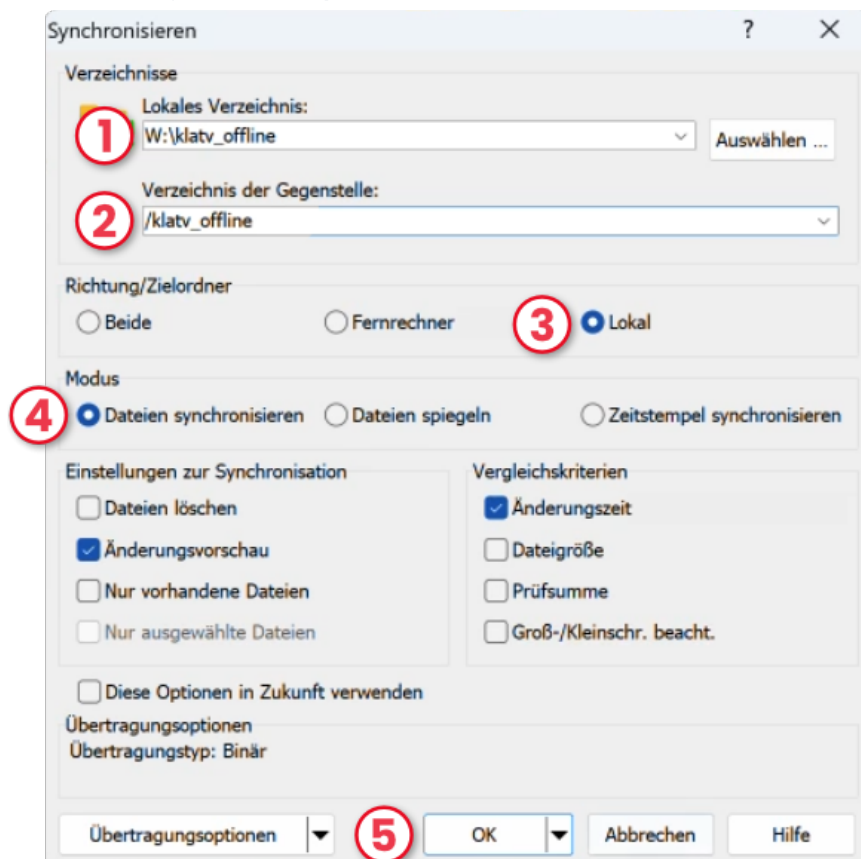 Synchronisieren ? X
Verzeichnisse
Lokales Verzeichnis:
1 W:\klatv_offline Auswählen ...
Verzeichnis der Gegenstelle:
2 /klatv_offline
Richtung/Zielordner
Beide Fernrechner 3 Lokal
Modus
4 Dateien synchronisieren Dateien spiegeln Zeitstempel synchronisieren
Einstellungen zur Synchronisation Vergleichskriterien
Dateien löschen Änderungszeit
Änderungsvorschau Dateigröße
Nur vorhandene Dateien Prüfsumme
Nur ausgewählte Dateien Groß-/Kleinschr. beacht.
Diese Optionen in Zukunft verwenden
Übertragungsoptionen
Übertragungstyp: Binär
Übertragungsoptionen 5 OK Abbrechen Hilfe